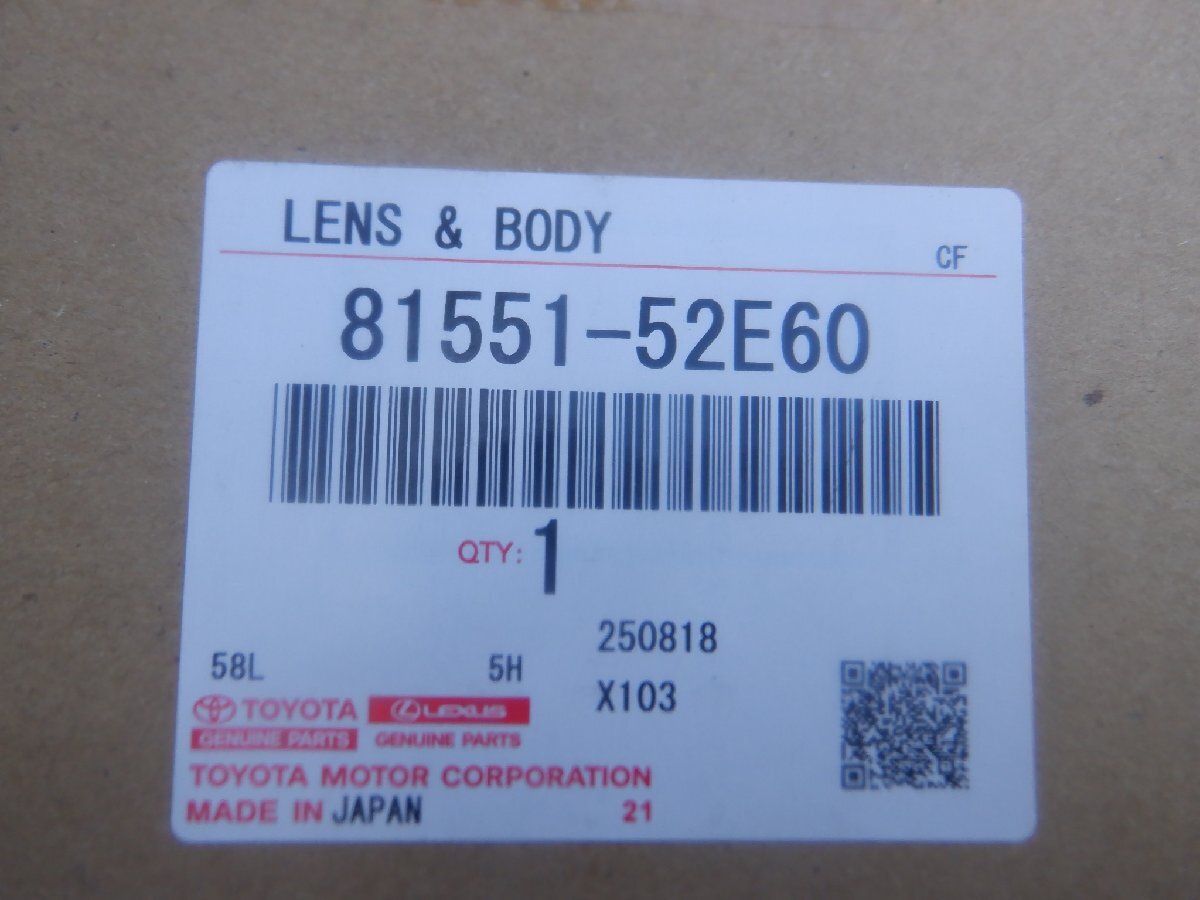 LENS & BODY
CF
81551-52E60
QTY: 1
250818
58L 5H
X103
TOYOTA LEXUS
GENUINE PARTS GENUINE PARTS
TOYOTA MOTOR CORPORATION
MADE IN JAPAN 21